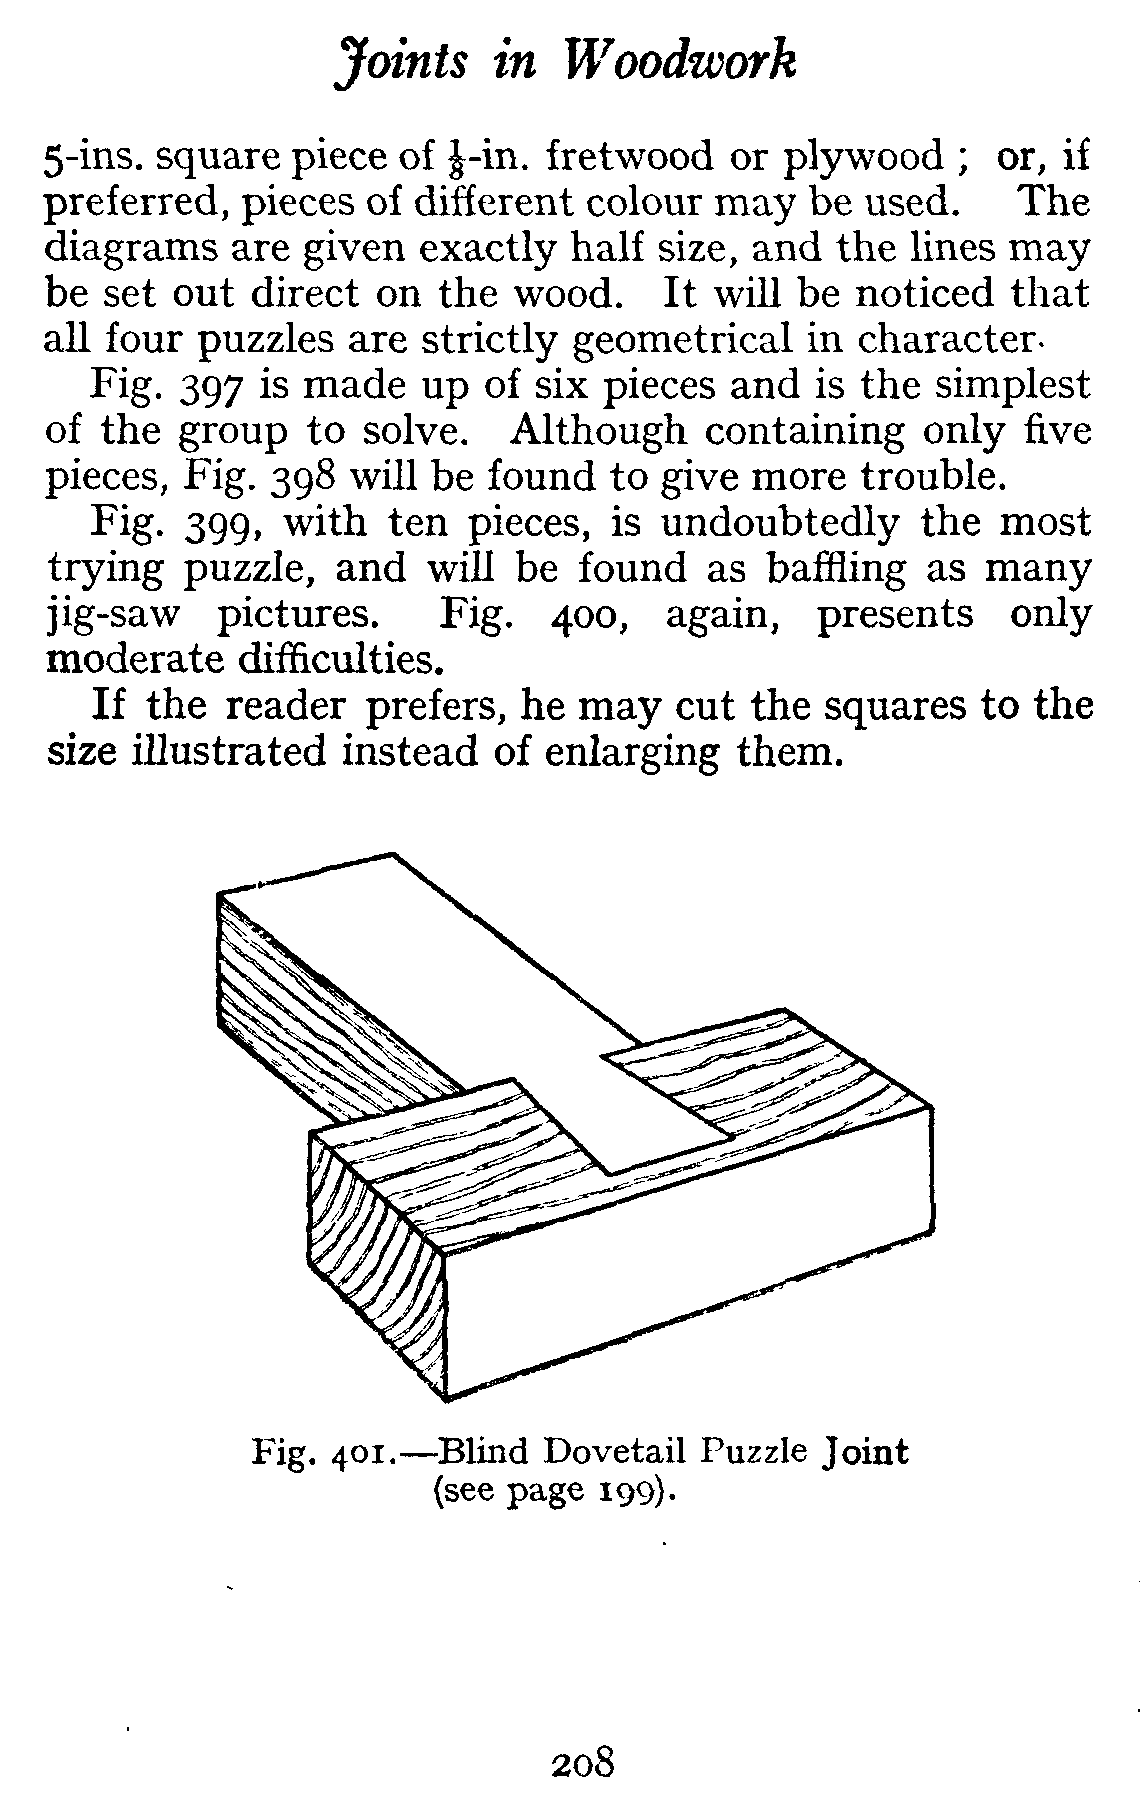 Joints in Woodwork
5-ins. square piece of ⅛-in. fretwood or plywood ; or, if
preferred, pieces of different colour may be used. The
diagrams are given exactly half size, and the lines may
be set out direct on the wood. It will be noticed that
all four puzzles are strictly geometrical in character.
Fig. 397 is made up of six pieces and is the simplest
of the group to solve. Although containing only five
pieces, Fig. 398 will be found to give more trouble.
Fig. 399, with ten pieces, is undoubtedly the most
trying puzzle, and will be found as baffling as many
jig-saw pictures. Fig. 400, again, presents only
moderate difficulties.
If the reader prefers, he may cut the squares to the
size illustrated instead of enlarging them.
Fig. 401.—Blind Dovetail Puzzle Joint
(see page 199).
208